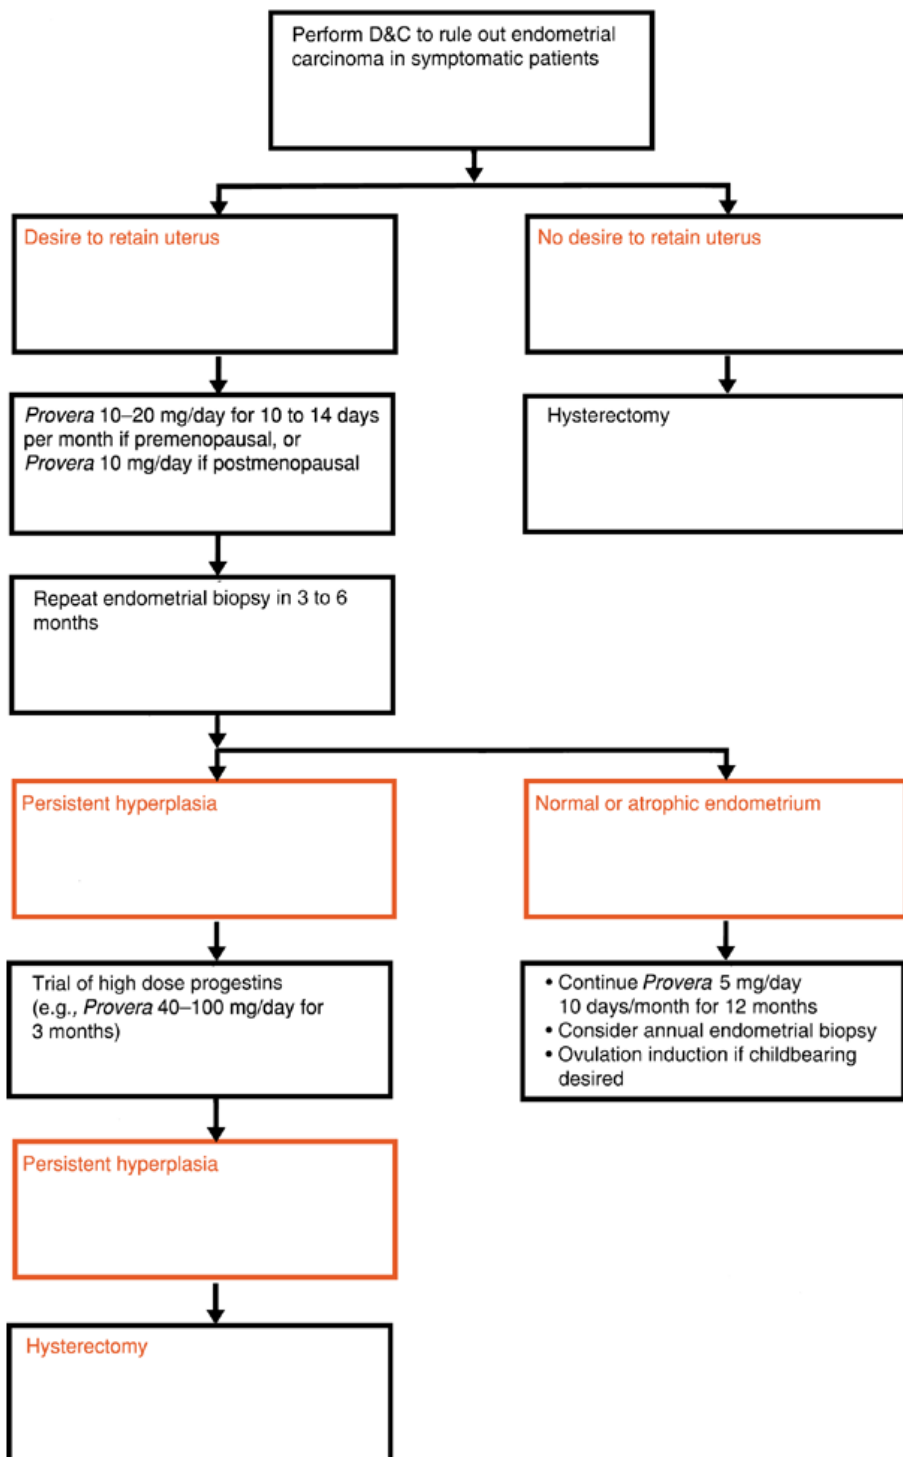 Perform D&C to rule out endometrial
carcinoma in symptomatic patients
Desire to retain uterus
No desire to retain uterus
Provera 10–20 mg/day for 10 to 14 days
per month if premenopausal, or
Provera 10 mg/day if postmenopausal
Hysterectomy
Repeat endometrial biopsy in 3 to 6
months
Persistent hyperplasia
Normal or atrophic endometrium
Trial of high dose progestins
(e.g., Provera 40–100 mg/day for
3 months)
• Continue Provera 5 mg/day
10 days/month for 12 months
• Consider annual endometrial biopsy
• Ovulation induction if childbearing
desired
Persistent hyperplasia
Hysterectomy